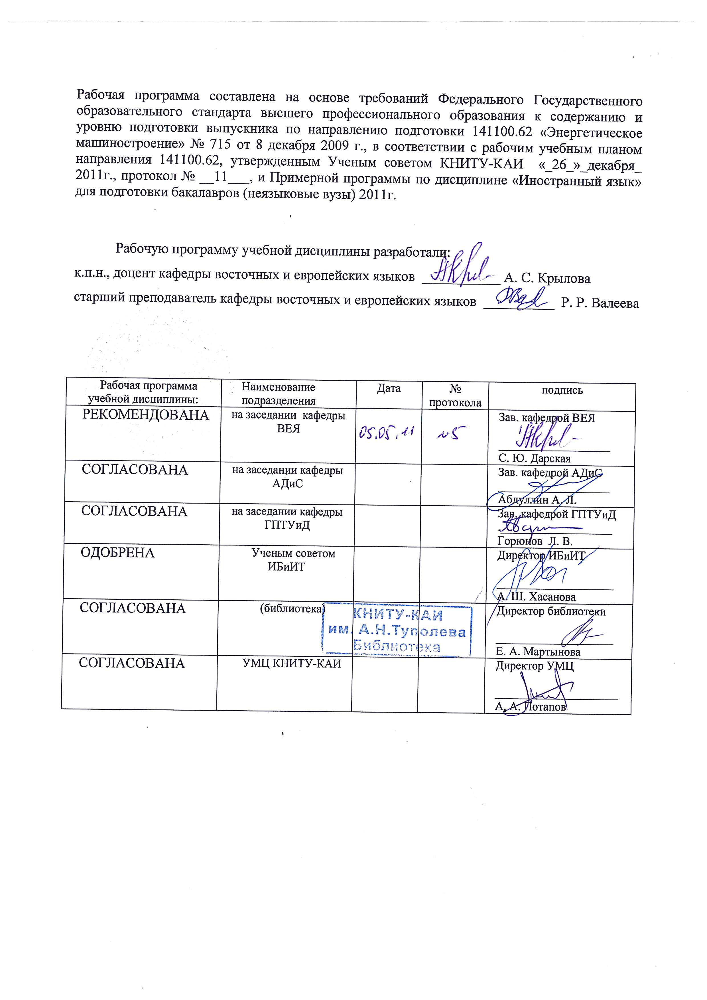 Рабочая программа составлена на основе требований Федерального Государственного
образовательного стандарта высшего профессионального образования к содержанию и
уровню подготовки выпускника по направлению подготовки 141100.62 «Энергетическое
машиностроение» № 715 от 8 декабря 2009 г., в соответствии с рабочим учебным планом
направления 141100.62, утвержденным Ученым советом КНИТУ-КАИ «_26_»_декабря_
2011г., протокол № __11___, и Примерной программы по дисциплине «Иностранный язык»
для подготовки бакалавров (неязыковые вузы) 2011г.
Рабочую программу учебной дисциплины разработали:
к.п.н., доцент кафедры восточных и европейских языков ___________ А. С. Крылова
старший преподаватель кафедры восточных и европейских языков __________ Р. Р. Валеева
Рабочая программа
учебной дисциплины:
Наименование
подразделения
Дата
№
протокола
подпись
РЕКОМЕНДОВАНА
на заседании кафедры
ВЕЯ
05.05.11
№5
Зав. кафедрой ВЕЯ
С. Ю. Дарская
СОГЛАСОВАНА
на заседании кафедры
АДиС
Зав. кафедрой АДиС
Абдуллин А. Л.
СОГЛАСОВАНА
на заседании кафедры
ГПТУиД
Зав. кафедрой ГПТУиД
Горюнов Л. В.
ОДОБРЕНА
Ученым советом
ИБиИТ
Директор ИБиИТ
А. Ш. Хасанова
СОГЛАСОВАНА
(библиотека)
КНИТУ-КАИ
им. А.Н.Туполева
Библиотека
Директор библиотеки
Е. А. Мартынова
СОГЛАСОВАНА
УМЦ КНИТУ-КАИ
Директор УМЦ
А. А. Потапов